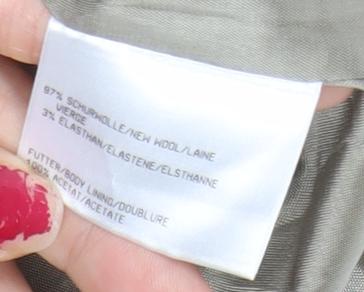 97% SCHURWOLLE/NEW WOOL/LAINE
VIERGE
3% ELASTHAN/ELASTENE/ELSTHANNE
FUTTER/BODY LINING/DOUBLURE
100% ACETAT/ACETATE